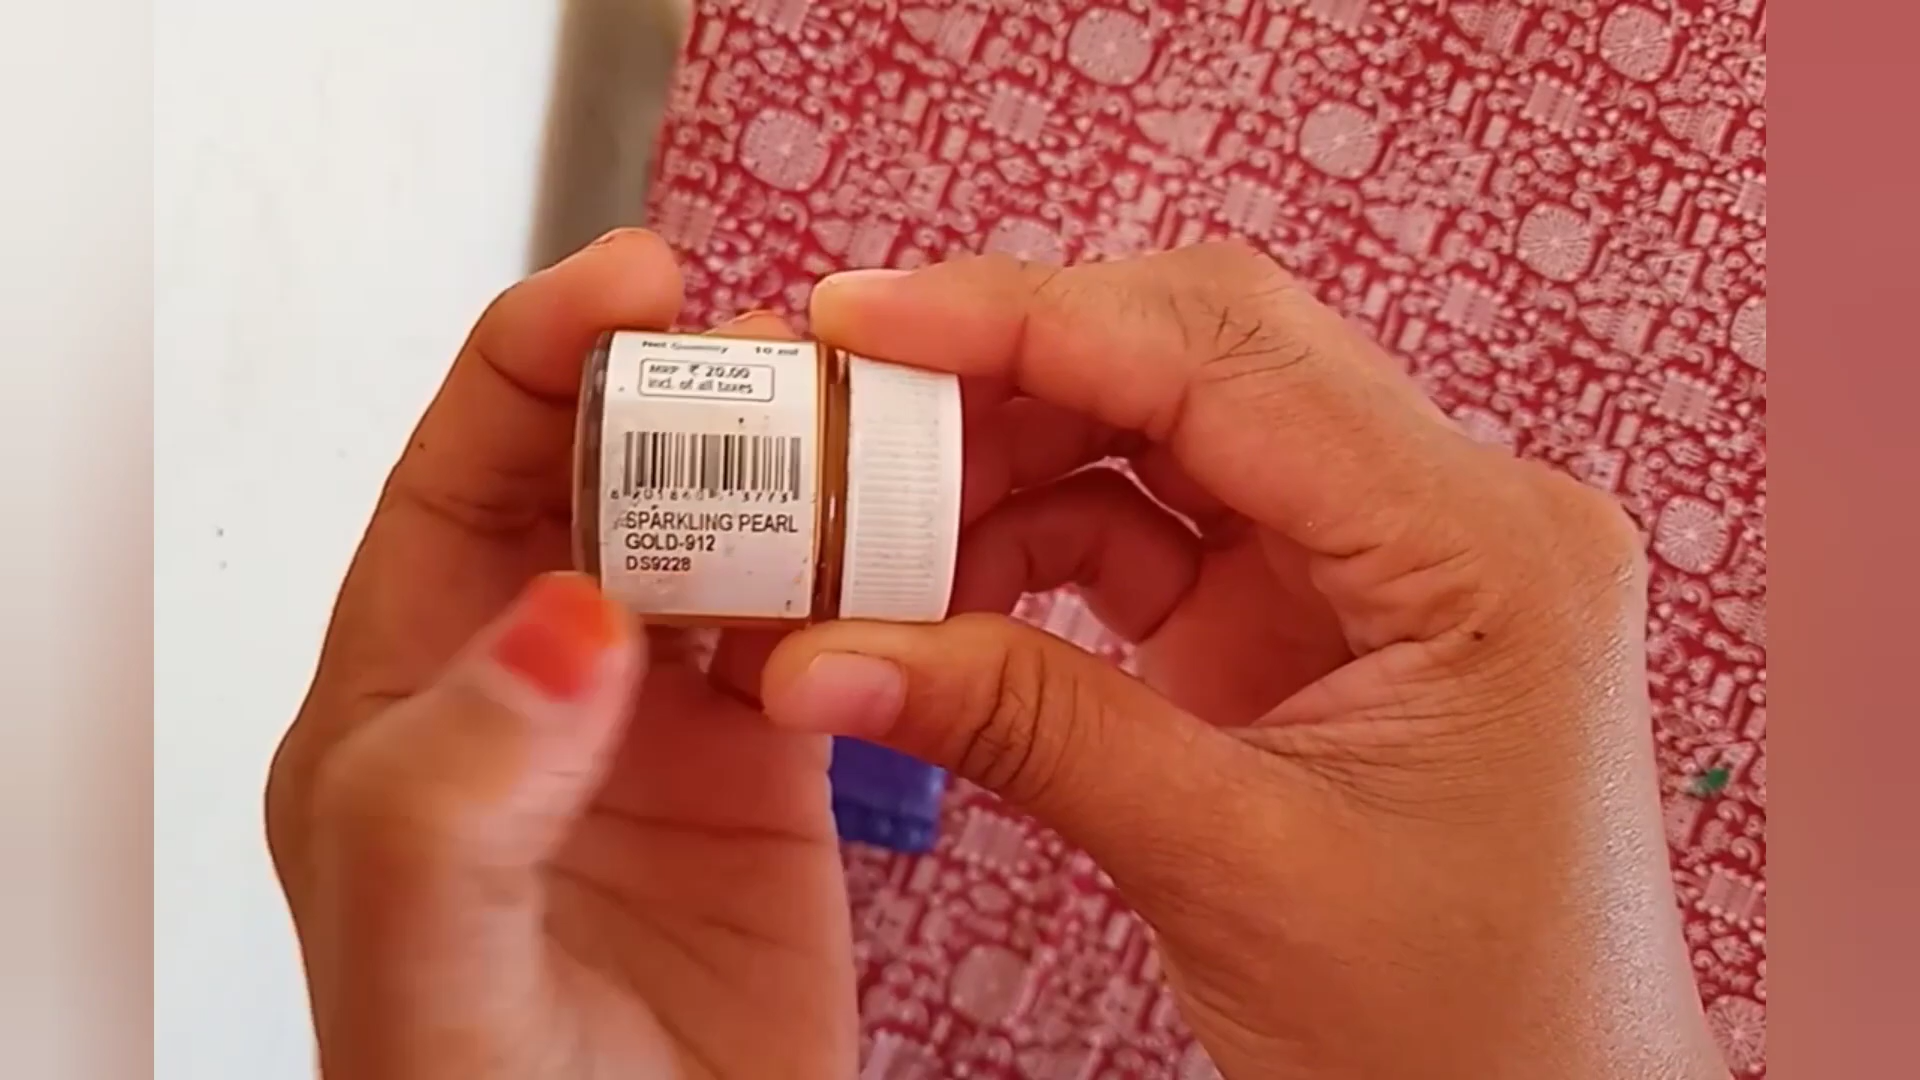 Net Quantity 10 ml
MRP ₹ 20.00
incl. of all taxes
SPARKLING PEARL
GOLD-912
DS9228